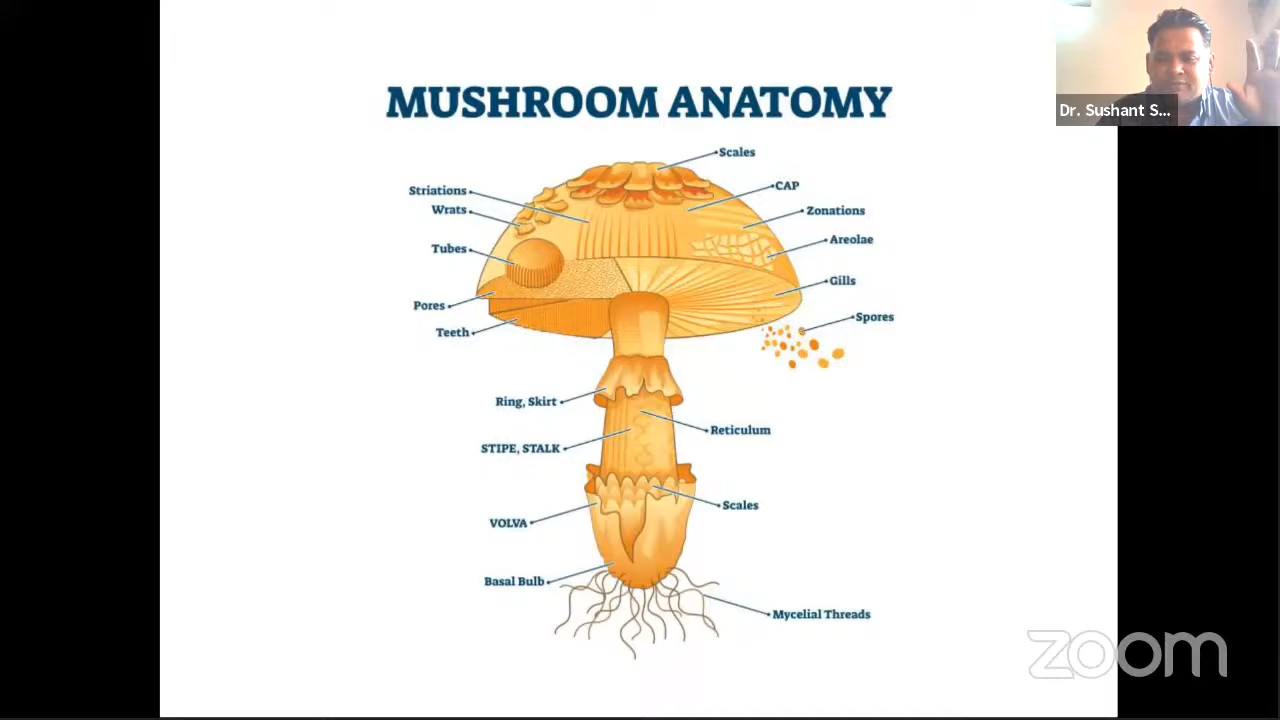 MUSHROOM ANATOMY
Dr. Sushant S...
Scales
Striations
CAP
Wrats
Zonations
Tubes
Areolae
Gills
Pores
Spores
Teeth
Ring, Skirt
Reticulum
STIPE, STALK
Scales
VOLVA
Basal Bulb
Mycelial Threads
zoom